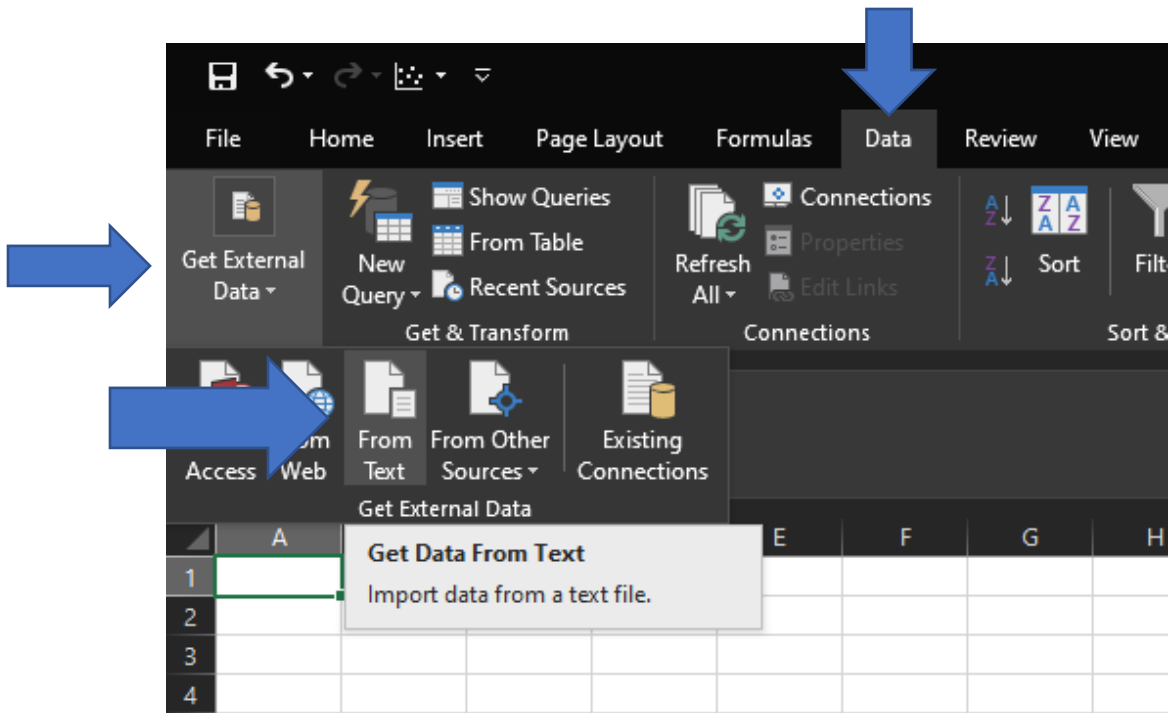 File Home Insert Page Layout Formulas Data Review View
Get External
Data
New
Query
Show Queries
From Table
Recent Sources
Get & Transform
Refresh
All
Connections
Properties
Edit Links
Connections
A
Z
Z
A
Z A
A Z
Sort
Sort &
Access
Web
From
Text
From Other
Sources
Existing
Connections
Get External Data
A E F G H
Get Data From Text
Import data from a text file.
1
2
3
4